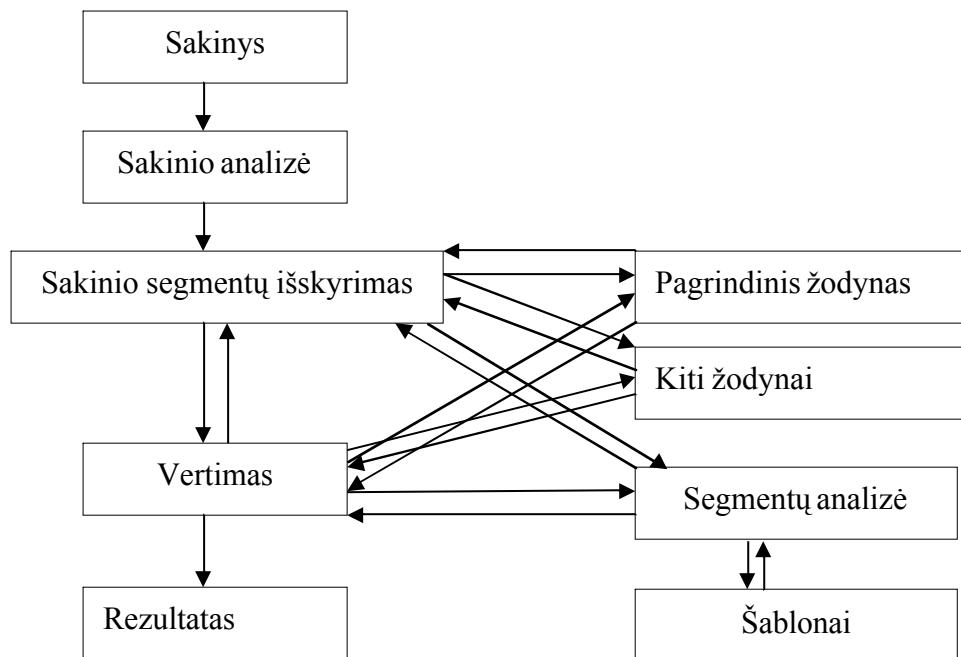 Sakinys
Sakinio analizė
Sakinio segmentų išskyrimas
Pagrindinis žodynas
Kiti žodynai
Vertimas
Segmentų analizė
Rezultatas
Šablonai